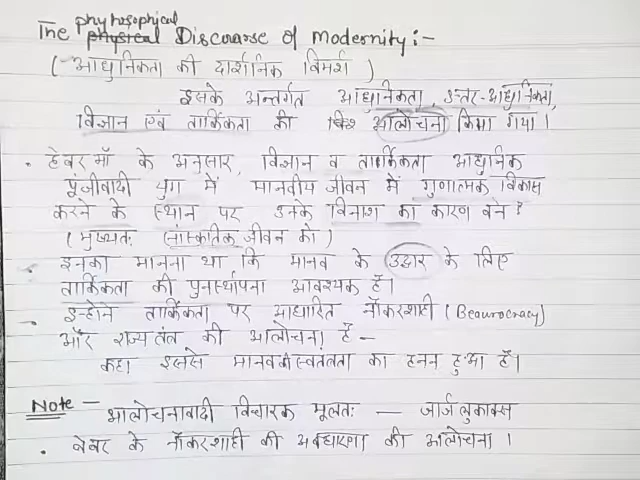 The phylosophical
physical Discourse of Modernity:-
( आधुनिकता की दार्शनिक विमर्श )
इसके अन्तर्गत आधुनिकता, उत्तर-आधुनिकता,
विज्ञान एवं तार्किकता की आलोचना किया गया।
• हेबरमॉ के अनुसार, विज्ञान व तार्किकता आधुनिक
पूंजीवादी युग में मानवीय जीवन में गुणात्मक विकास
करने के स्थान पर उनके विनाश का कारण बने?
(मुख्यतः सांस्कृतिक जीवन को)
• इनका मानना था कि मानव के उद्धार के लिए
तार्किकता की पुनर्स्थापना आवश्यक है।
इन्होने तार्किकता पर आधारित नौकरशाही (Beaurocracy)
और राज्यतंत्र की आलोचना है –
कहा इससे मानव की स्वतंत्रता का हनन हुआ है।
Note – आलोचनावादी विचारक मूलतः – जार्ज लुकाक्स
• वेबर के नौकरशाही की अवधारणा की आलोचना।